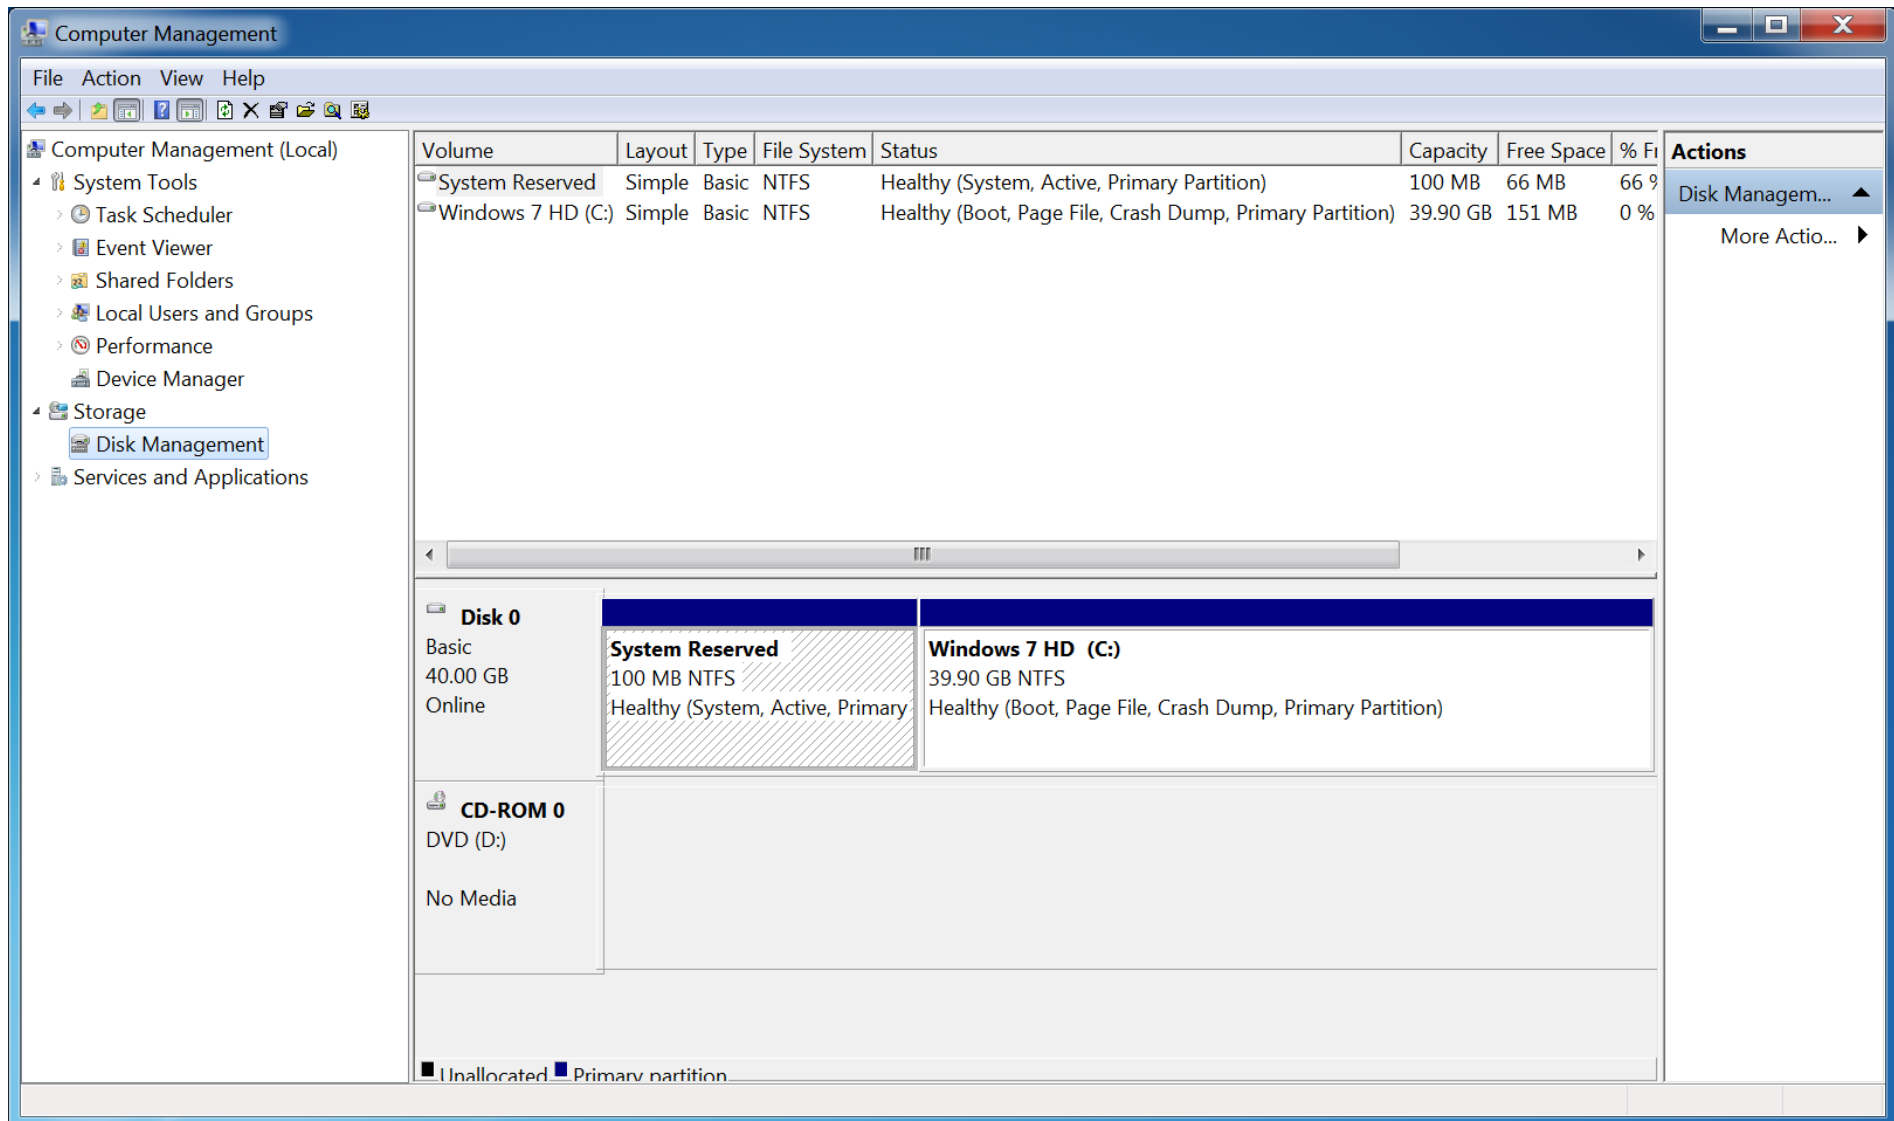 Computer Management
File Action View Help
Computer Management (Local)
System Tools
Task Scheduler
Event Viewer
Shared Folders
Local Users and Groups
Performance
Device Manager
Storage
Disk Management
Services and Applications
Volume Layout Type File System Status Capacity Free Space % Fr
System Reserved Simple Basic NTFS Healthy (System, Active, Primary Partition) 100 MB 66 MB 66 %
Windows 7 HD (C:) Simple Basic NTFS Healthy (Boot, Page File, Crash Dump, Primary Partition) 39.90 GB 151 MB 0 %
Disk 0
Basic
40.00 GB
Online
System Reserved
100 MB NTFS
Healthy (System, Active, Primary
Windows 7 HD (C:)
39.90 GB NTFS
Healthy (Boot, Page File, Crash Dump, Primary Partition)
CD-ROM 0
DVD (D:)
No Media
Unallocated Primary partition
Actions
Disk Managem...
More Actio...